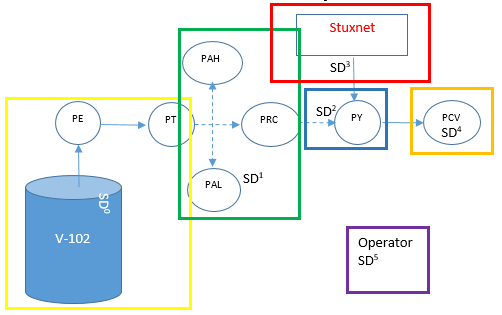 Stuxnet
SD³
PAH
PE
PT
PRC
SD²
PY
PCV
SD⁴
PAL
SD¹
SD⁰
V-102
Operator
SD⁵